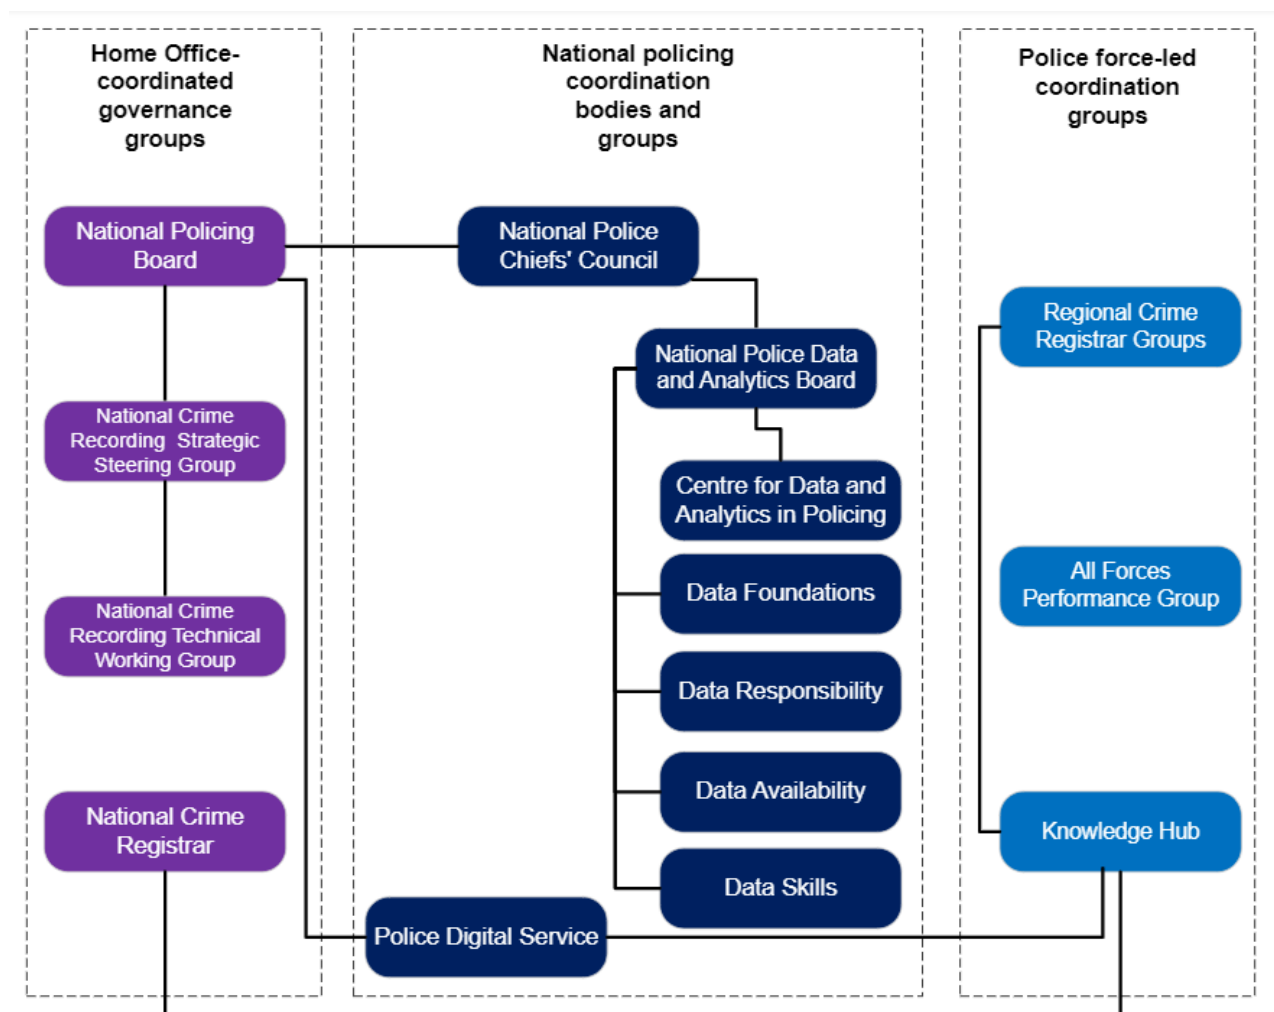 Home Office-
coordinated
governance
groups
National Policing
Board
National Crime
Recording  Strategic
Steering Group
National Crime
Recording Technical
Working Group
National Crime
Registrar
National policing
coordination
bodies and
groups
National Police
Chiefs' Council
National Police Data
and Analytics Board
Centre for Data and
Analytics in Policing
Data Foundations
Data Responsibility
Data Availability
Data Skills
Police Digital Service
Police force-led
coordination
groups
Regional Crime
Registrar Groups
All Forces
Performance Group
Knowledge Hub